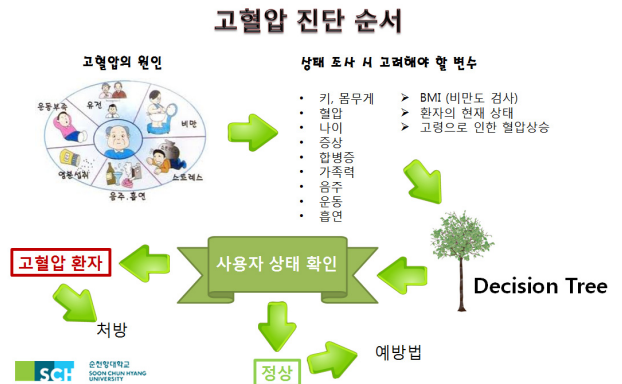 고혈압 진단 순서
고혈압의 원인
유전
비만
스트레스
음주,흡연
염분섭취
운동부족
상태 조사 시 고려해야 할 변수
• 키, 몸무게
• 혈압
• 나이
• 증상
• 합병증
• 가족력
• 음주
• 운동
• 흡연
➢ BMI (비만도 검사)
➢ 환자의 현재 상태
➢ 고령으로 인한 혈압상승
Decision Tree
사용자 상태 확인
고혈압 환자
처방
정상
예방법
SCH
순천향대학교
SOON CHUN HYANG
UNIVERSITY